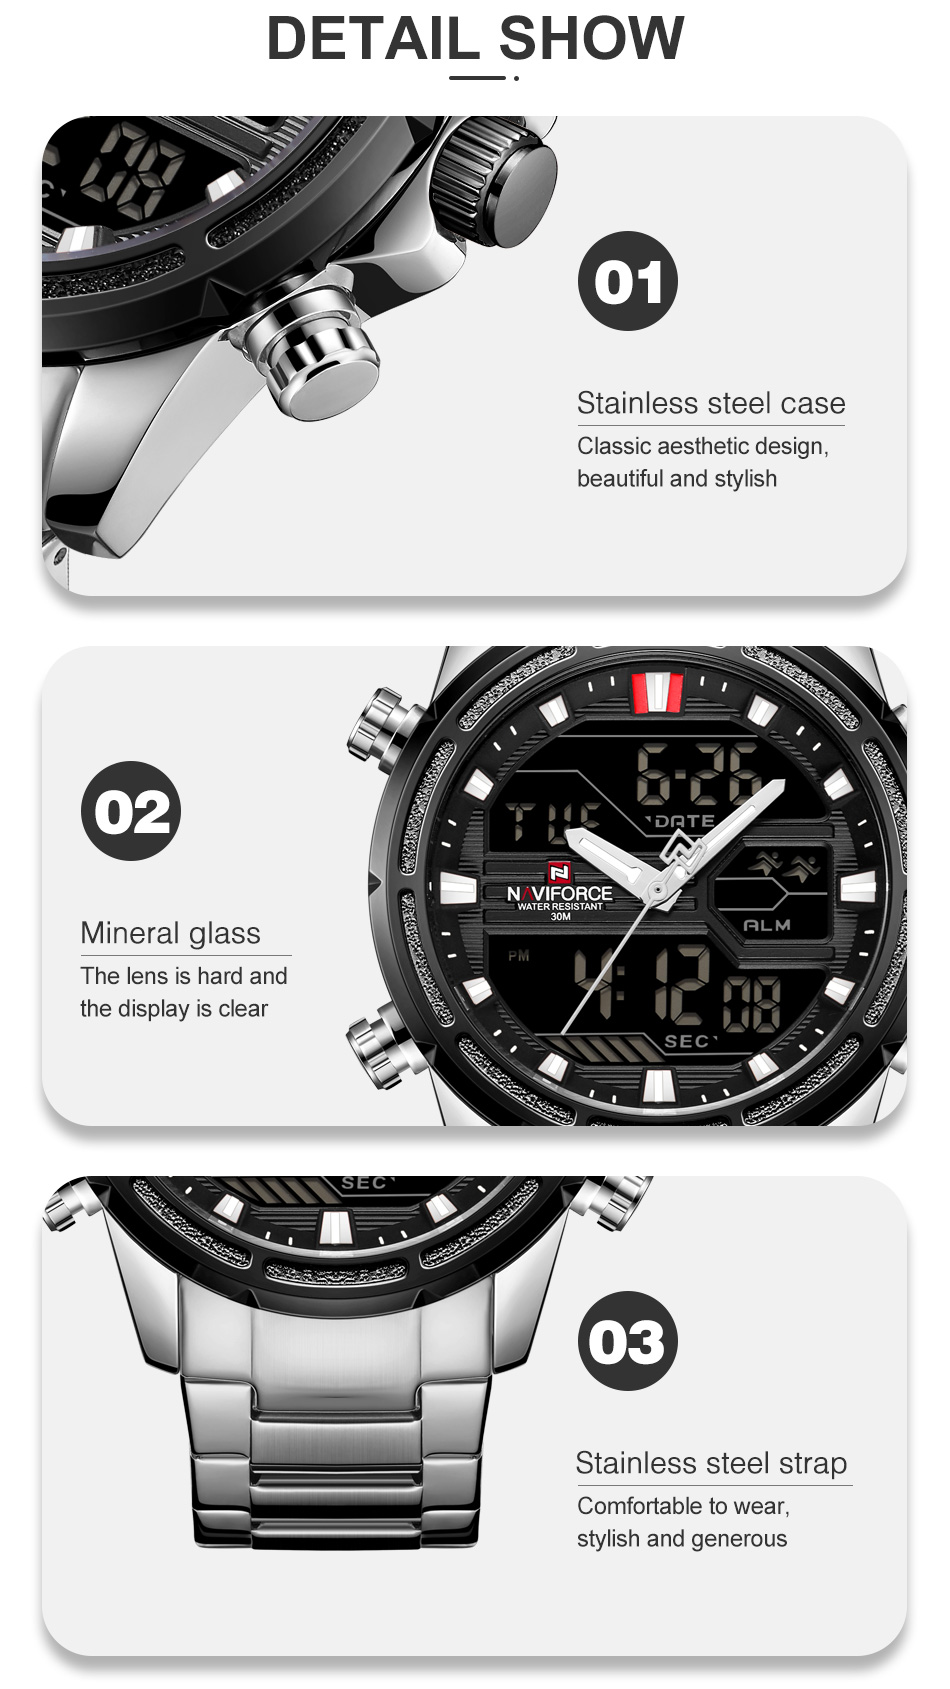 DETAIL SHOW
08
01
Stainless steel case
Classic aesthetic design,
beautiful and stylish
02
Mineral glass
The lens is hard and
the display is clear
6-26
TUE
DATE
NAVIFORCE
WATER RESISTANT
30M
ALM
PM
4:12 08
SEC
SEC
03
Stainless steel strap
Comfortable to wear,
stylish and generous